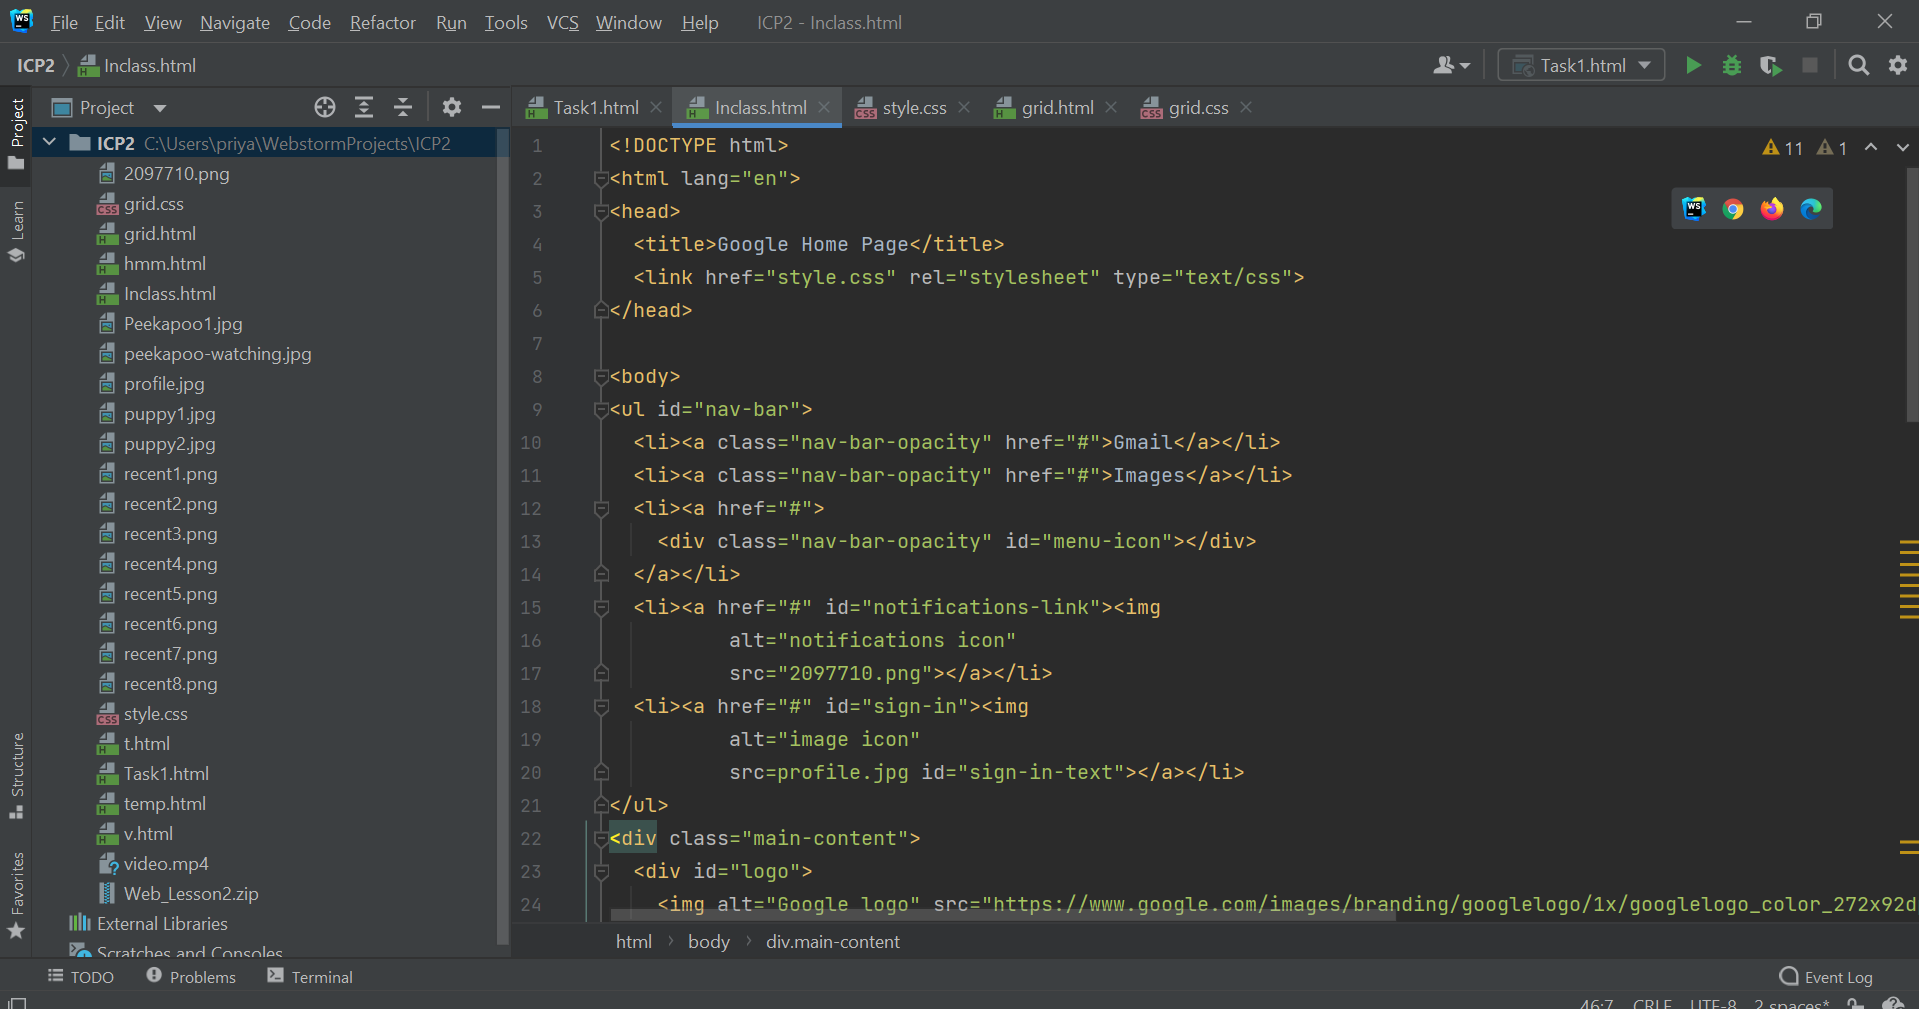 File Edit View Navigate Code Refactor Run Tools VCS Window Help ICP2 - Inclass.html
ICP2 Inclass.html Task1.html
Project
Learn
Structure
Favorites
Project
ICP2 C:\Users\priya\WebstormProjects\ICP2
2097710.png
grid.css
grid.html
hmm.html
Inclass.html
Peekapoo1.jpg
peekapoo-watching.jpg
profile.jpg
puppy1.jpg
puppy2.jpg
recent1.png
recent2.png
recent3.png
recent4.png
recent5.png
recent6.png
recent7.png
recent8.png
style.css
t.html
Task1.html
temp.html
v.html
video.mp4
Web_Lesson2.zip
External Libraries
Scratches and Consoles
Task1.html Inclass.html style.css grid.html grid.css
11 1
1 <!DOCTYPE html>
2 <html lang="en">
3 <head>
4 <title>Google Home Page</title>
5 <link href="style.css" rel="stylesheet" type="text/css">
6 </head>
7
8 <body>
9 <ul id="nav-bar">
10 <li><a class="nav-bar-opacity" href="#">Gmail</a></li>
11 <li><a class="nav-bar-opacity" href="#">Images</a></li>
12 <li><a href="#">
13 <div class="nav-bar-opacity" id="menu-icon"></div>
14 </a></li>
15 <li><a href="#" id="notifications-link"><img
16 alt="notifications icon"
17 src="2097710.png"></a></li>
18 <li><a href="#" id="sign-in"><img
19 alt="image icon"
20 src=profile.jpg id="sign-in-text"></a></li>
21 </ul>
22 <div class="main-content">
23 <div id="logo">
24 <img alt="Google logo" src="https://www.google.com/images/branding/googlelogo/1x/googlelogo_color_272x92d
html body div.main-content
TODO Problems Terminal Event Log
46:7 CRLF UTF-8 2 spaces*